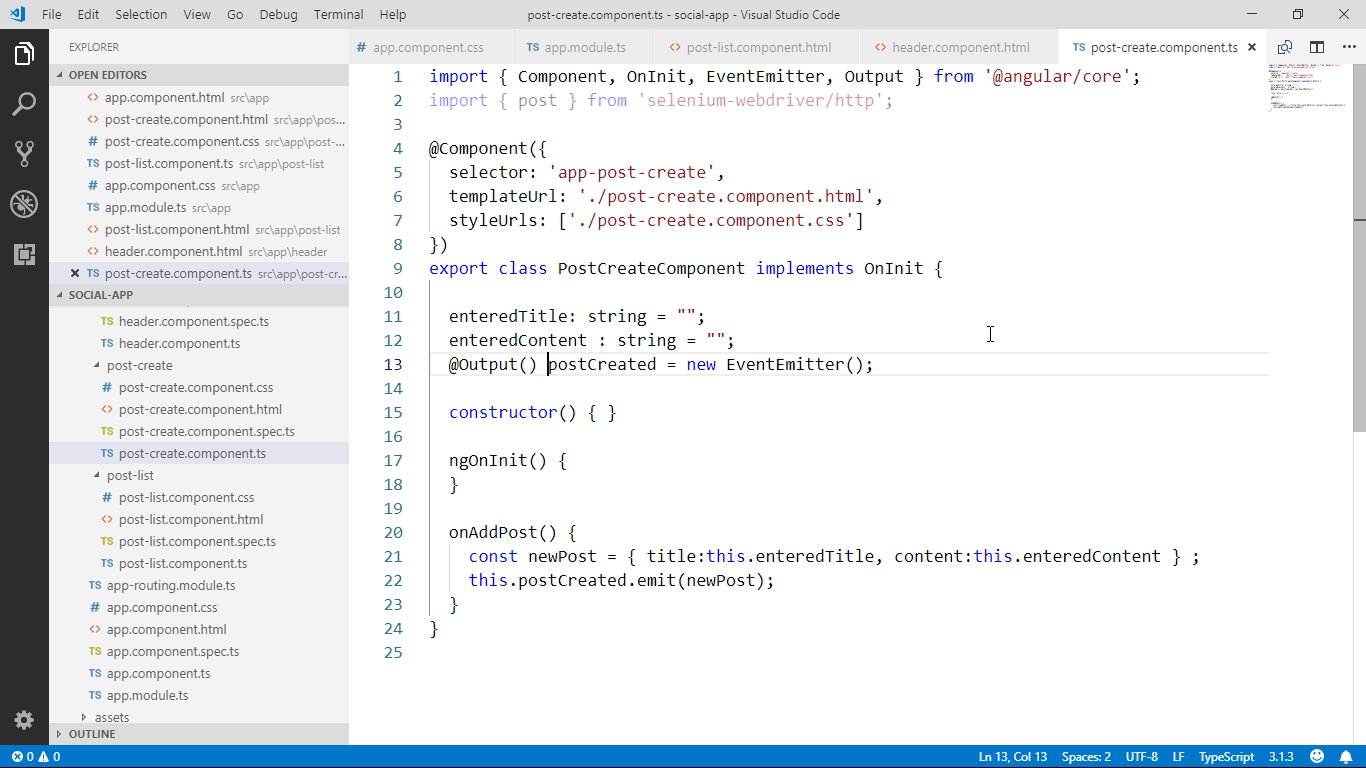 File Edit Selection View Go Debug Terminal Help
post-create.component.ts - social-app - Visual Studio Code
EXPLORER
OPEN EDITORS
app.component.html src\app
post-create.component.html src\app\pos...
post-create.component.css src\app\post-...
post-list.component.ts src\app\post-list
app.component.css src\app
app.module.ts src\app
post-list.component.html src\app\post-list
header.component.html src\app\header
post-create.component.ts src\app\post-cr...
SOCIAL-APP
header.component.spec.ts
header.component.ts
post-create
post-create.component.css
post-create.component.html
post-create.component.spec.ts
post-create.component.ts
post-list
post-list.component.css
post-list.component.html
post-list.component.spec.ts
post-list.component.ts
app-routing.module.ts
app.component.css
app.component.html
app.component.spec.ts
app.component.ts
app.module.ts
assets
OUTLINE
# app.component.css TS app.module.ts <> post-list.component.html <> header.component.html TS post-create.component.ts
1 import { Component, OnInit, EventEmitter, Output } from '@angular/core';
2 import { post } from 'selenium-webdriver/http';
3
4 @Component({
5 selector: 'app-post-create',
6 templateUrl: './post-create.component.html',
7 styleUrls: ['./post-create.component.css']
8 })
9 export class PostCreateComponent implements OnInit {
10
11 enteredTitle: string = "";
12 enteredContent : string = "";
13 @Output() postCreated = new EventEmitter();
14
15 constructor() { }
16
17 ngOnInit() {
18 }
19
20 onAddPost() {
21 const newPost = { title:this.enteredTitle, content:this.enteredContent } ;
22 this.postCreated.emit(newPost);
23 }
24 }
25
0 0 Ln 13, Col 13 Spaces: 2 UTF-8 LF TypeScript 3.1.3